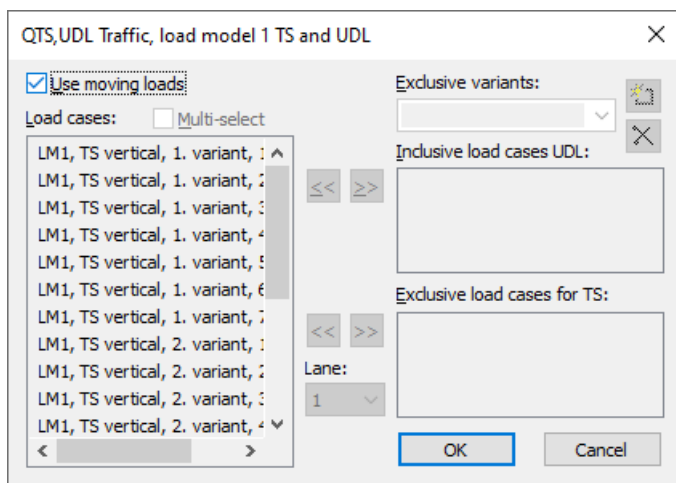 QTS,UDL Traffic, load model 1 TS and UDL
Use moving loads
Load cases:
Multi-select
LM1, TS vertical, 1. variant, 1
LM1, TS vertical, 1. variant, 2
LM1, TS vertical, 1. variant, 3
LM1, TS vertical, 1. variant, 4
LM1, TS vertical, 1. variant, 5
LM1, TS vertical, 1. variant, 6
LM1, TS vertical, 1. variant, 7
LM1, TS vertical, 2. variant, 1
LM1, TS vertical, 2. variant, 2
LM1, TS vertical, 2. variant, 3
LM1, TS vertical, 2. variant, 4
<< >>
<< >>
Lane:
1
Exclusive variants:
Inclusive load cases UDL:
Exclusive load cases for TS:
OK
Cancel